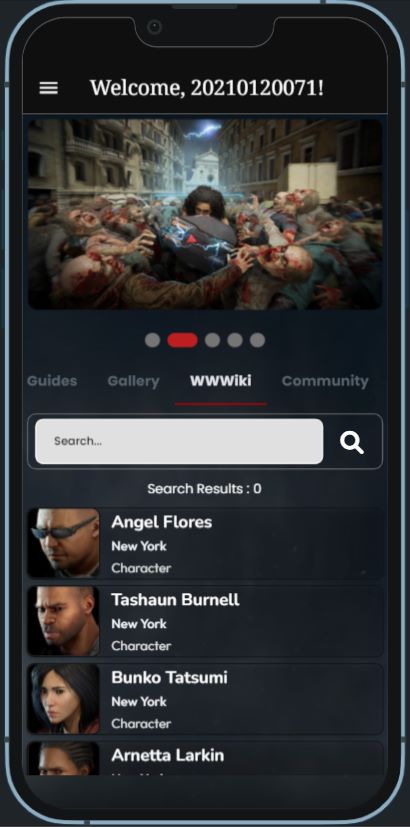 Welcome, 20210120071!
Guides Gallery WWWiki Community
Search...
Search Results : 0
Angel Flores
New York
Character
Tashaun Burnell
New York
Character
Bunko Tatsumi
New York
Character
Arnetta Larkin